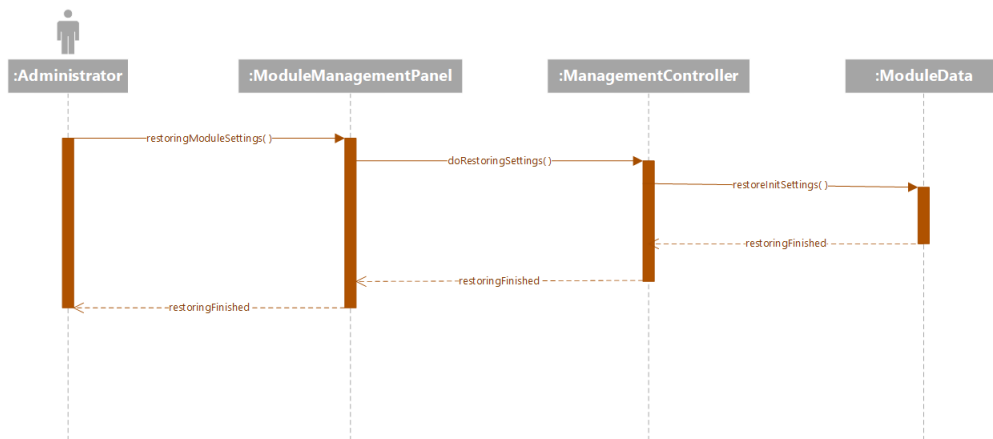 :Administrator
:ModuleManagementPanel
:ManagementController
:ModuleData
restoringModuleSettings( )
doRestoringSettings( )
restoreInitSettings( )
restoringFinished
restoringFinished
restoringFinished